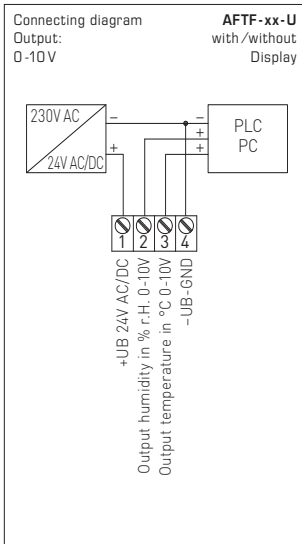 Connecting diagram
Output:
0-10 V
AFTF-xx-U
with/without
Display
230V AC
24V AC/DC
–
+
–
+
+
PLC
PC
1 2 3 4
+UB 24V AC/DC
Output humidity in % r.H. 0-10V
Output temperature in °C 0-10V
–UB-GND